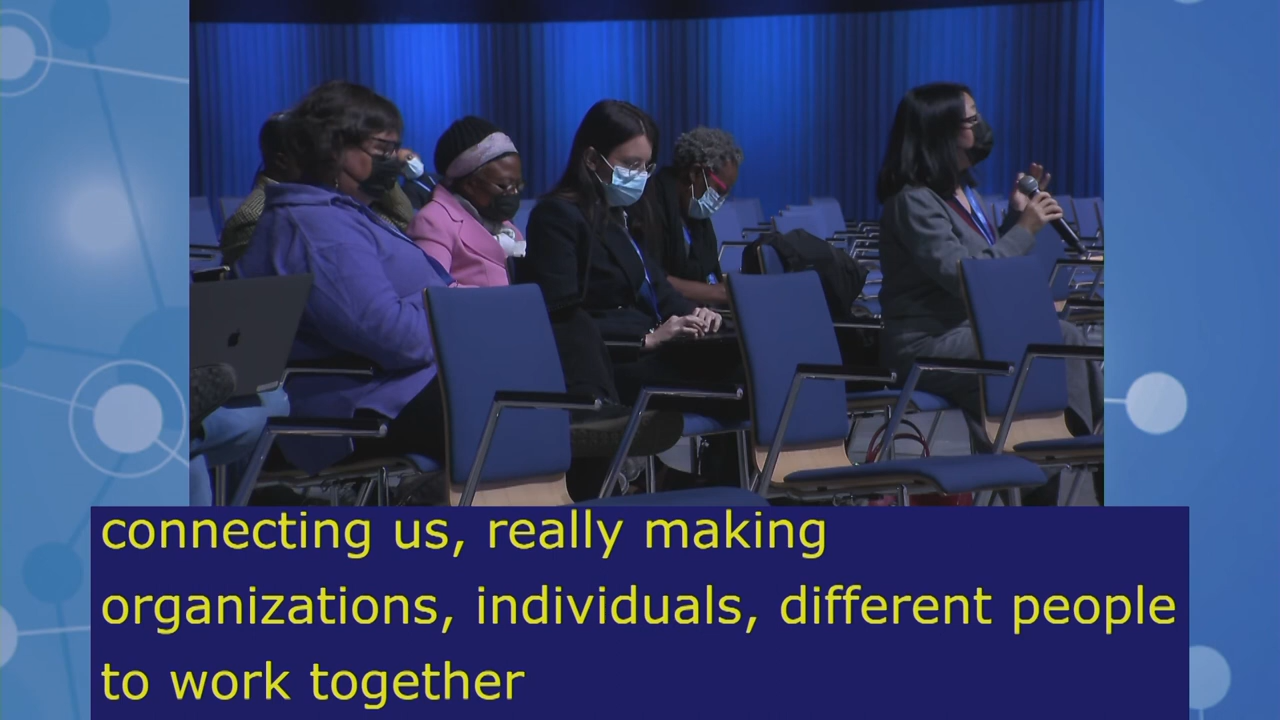 connecting us, really making
organizations, individuals, different people
to work together